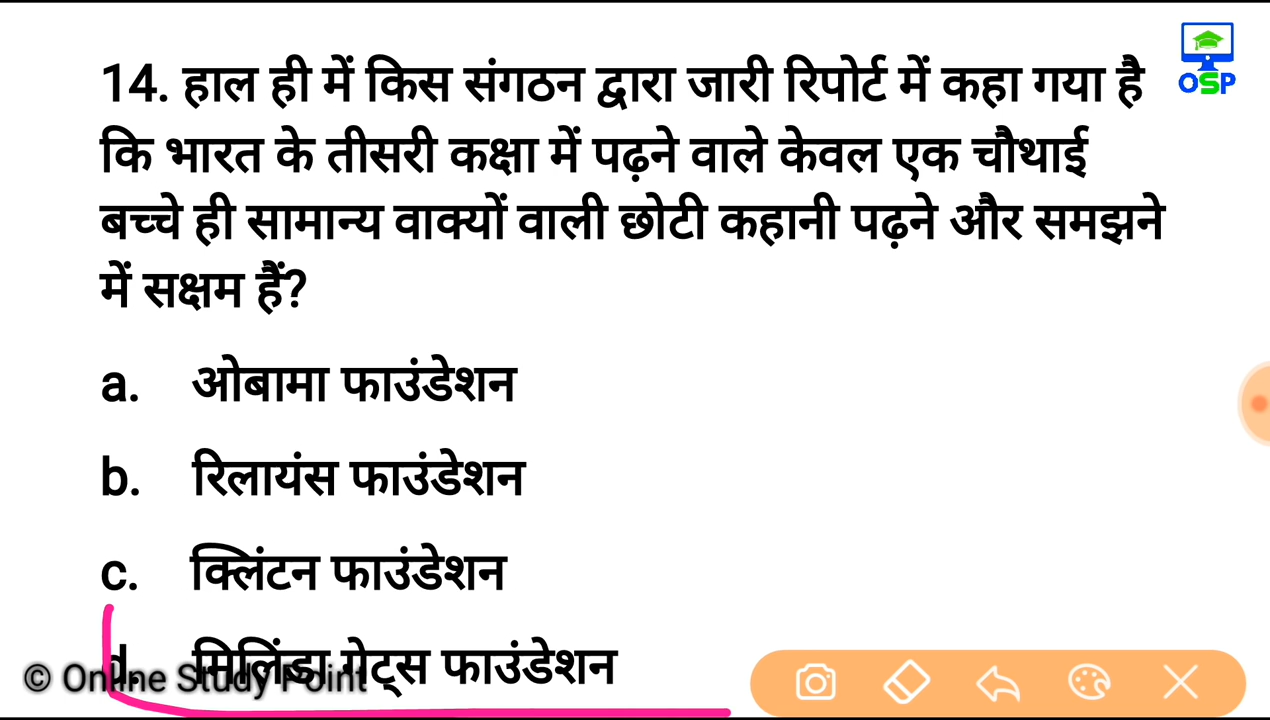 OSP
14. हाल ही में किस संगठन द्वारा जारी रिपोर्ट में कहा गया है
कि भारत के तीसरी कक्षा में पढ़ने वाले केवल एक चौथाई
बच्चे ही सामान्य वाक्यों वाली छोटी कहानी पढ़ने और समझने
में सक्षम हैं?
a. ओबामा फाउंडेशन
b. रिलायंस फाउंडेशन
c. क्लिंटन फाउंडेशन
d. मिलिंडा गेट्स फाउंडेशन
© Online Study Point